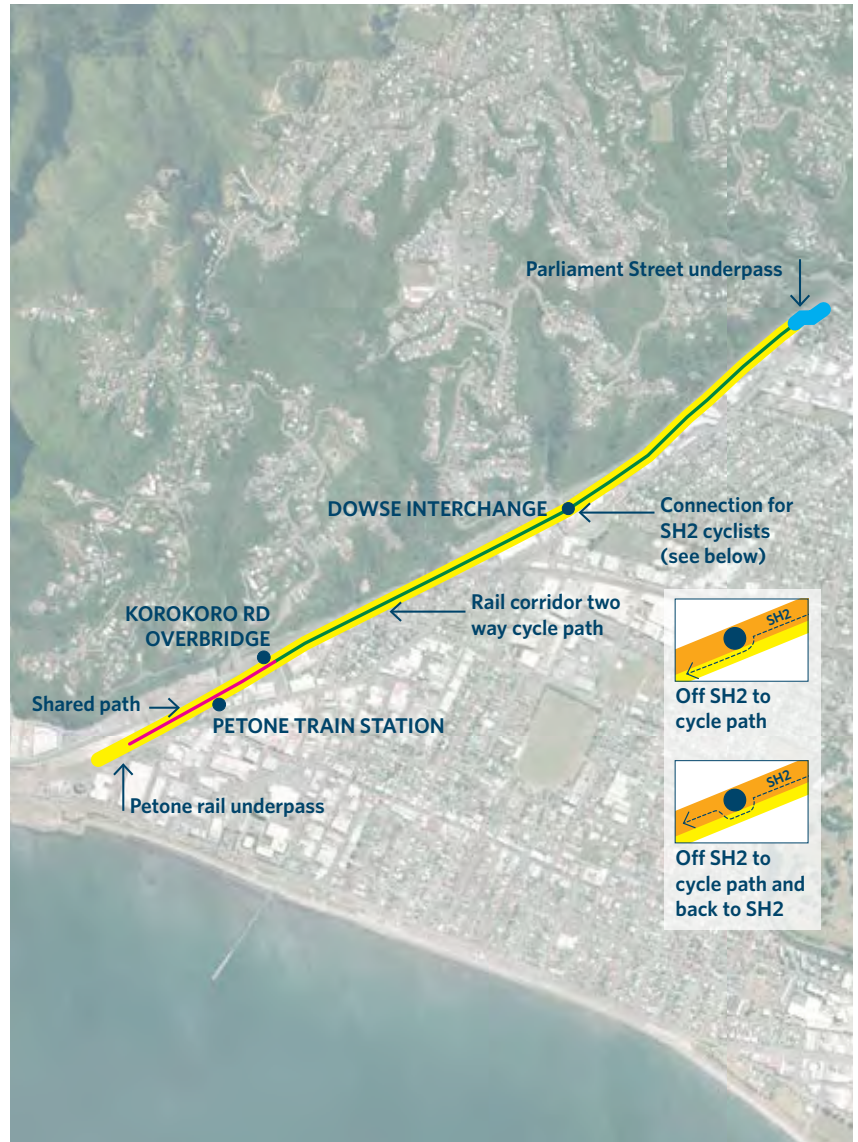 Parliament Street underpass
DOWSE INTERCHANGE
Connection for
SH2 cyclists
(see below)
Rail corridor two
way cycle path
KOROKORO RD
OVERBRIDGE
Shared path
PETONE TRAIN STATION
Petone rail underpass
SH2
Off SH2 to
cycle path
SH2
Off SH2 to
cycle path and
back to SH2